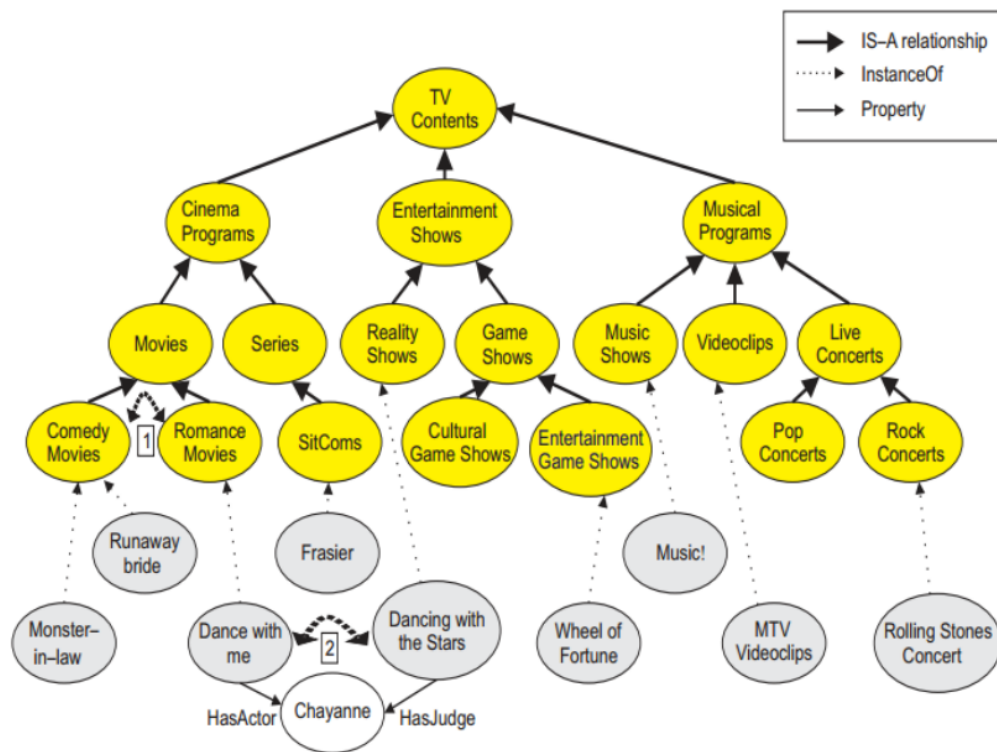 IS–A relationship
InstanceOf
Property
TV
Contents
Cinema
Programs
Entertainment
Shows
Musical
Programs
Movies
Series
Reality
Shows
Game
Shows
Music
Shows
Videoclips
Live
Concerts
Comedy
Movies
1
Romance
Movies
SitComs
Cultural
Game Shows
Entertainment
Game Shows
Pop
Concerts
Rock
Concerts
Runaway
bride
Frasier
Music!
Monster–
in–law
Dance with
me
2
Dancing with
the Stars
Wheel of
Fortune
MTV
Videoclips
Rolling Stones
Concert
HasActor
Chayanne
HasJudge